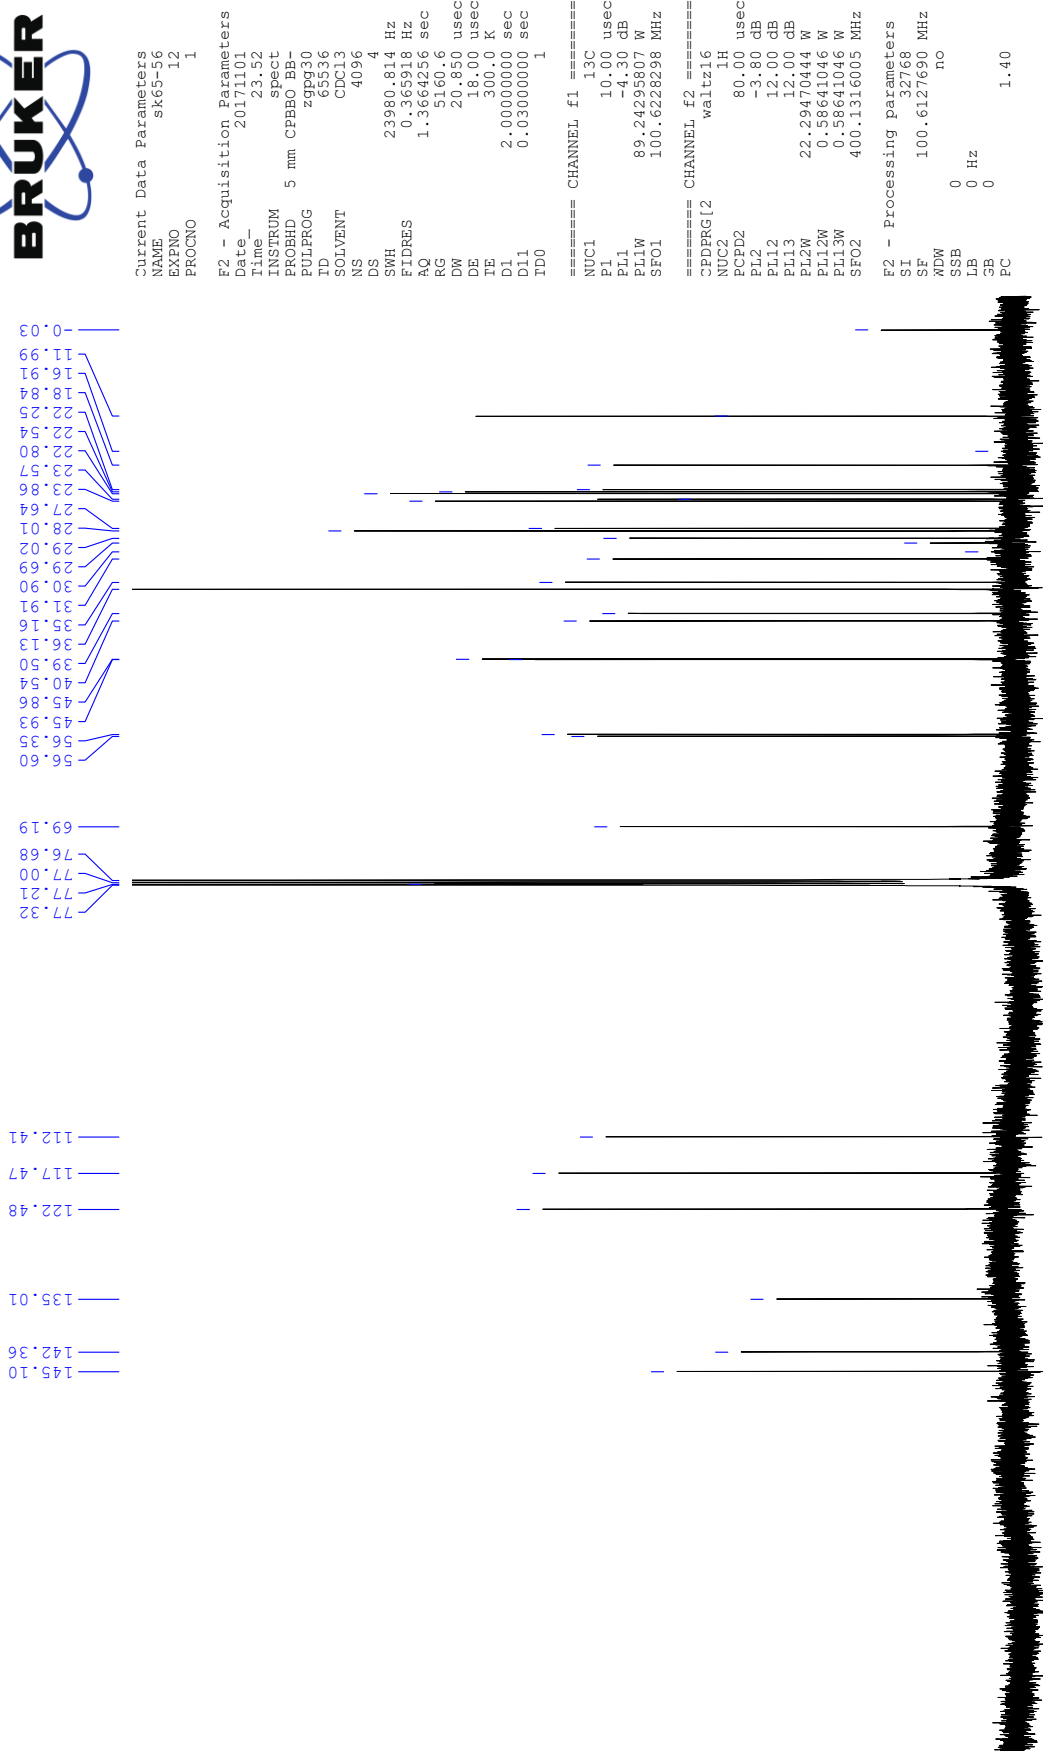 BRUKER
Current Data Parameters
NAME sk65-56
EXPNO 12
PROCNO 1
F2 - Acquisition Parameters
Date_ 20171101
Time 23.52
INSTRUM spect
PROBHD 5 mm CPBBO BB-
PULPROG zgpg30
TD 65536
SOLVENT CDCl3
NS 4096
DS 4
SWH 23980.814 Hz
FIDRES 0.365918 Hz
AQ 1.3664256 sec
RG 5160.6
DW 20.850 usec
DE 18.00 usec
TE 300.0 K
D1 2.00000000 sec
D11 0.03000000 sec
TD0 1
======== CHANNEL f1 ========
NUC1 13C
P1 10.00 usec
PL1 -4.30 dB
PL1W 89.24295807 W
SFO1 100.6228298 MHz
======== CHANNEL f2 ========
CPDPRG[2 waltz16
NUC2 1H
PCPD2 80.00 usec
PL2 -3.80 dB
PL12 12.00 dB
PL13 12.00 dB
PL2W 22.29470444 W
PL12W 0.58641046 W
PL13W 0.58641046 W
SFO2 400.1316005 MHz
F2 - Processing parameters
SI 32768
SF 100.6127690 MHz
WDW no
SSB 0
LB 0 Hz
GB 0
PC 1.40
-0.03
11.99
16.91
18.84
22.25
22.54
22.80
23.57
23.86
27.64
28.01
29.02
29.69
30.90
31.91
35.16
36.13
39.50
40.54
45.86
45.93
56.35
56.60
69.19
76.68
77.00
77.21
77.32
112.41
117.47
122.48
135.01
142.36
145.10